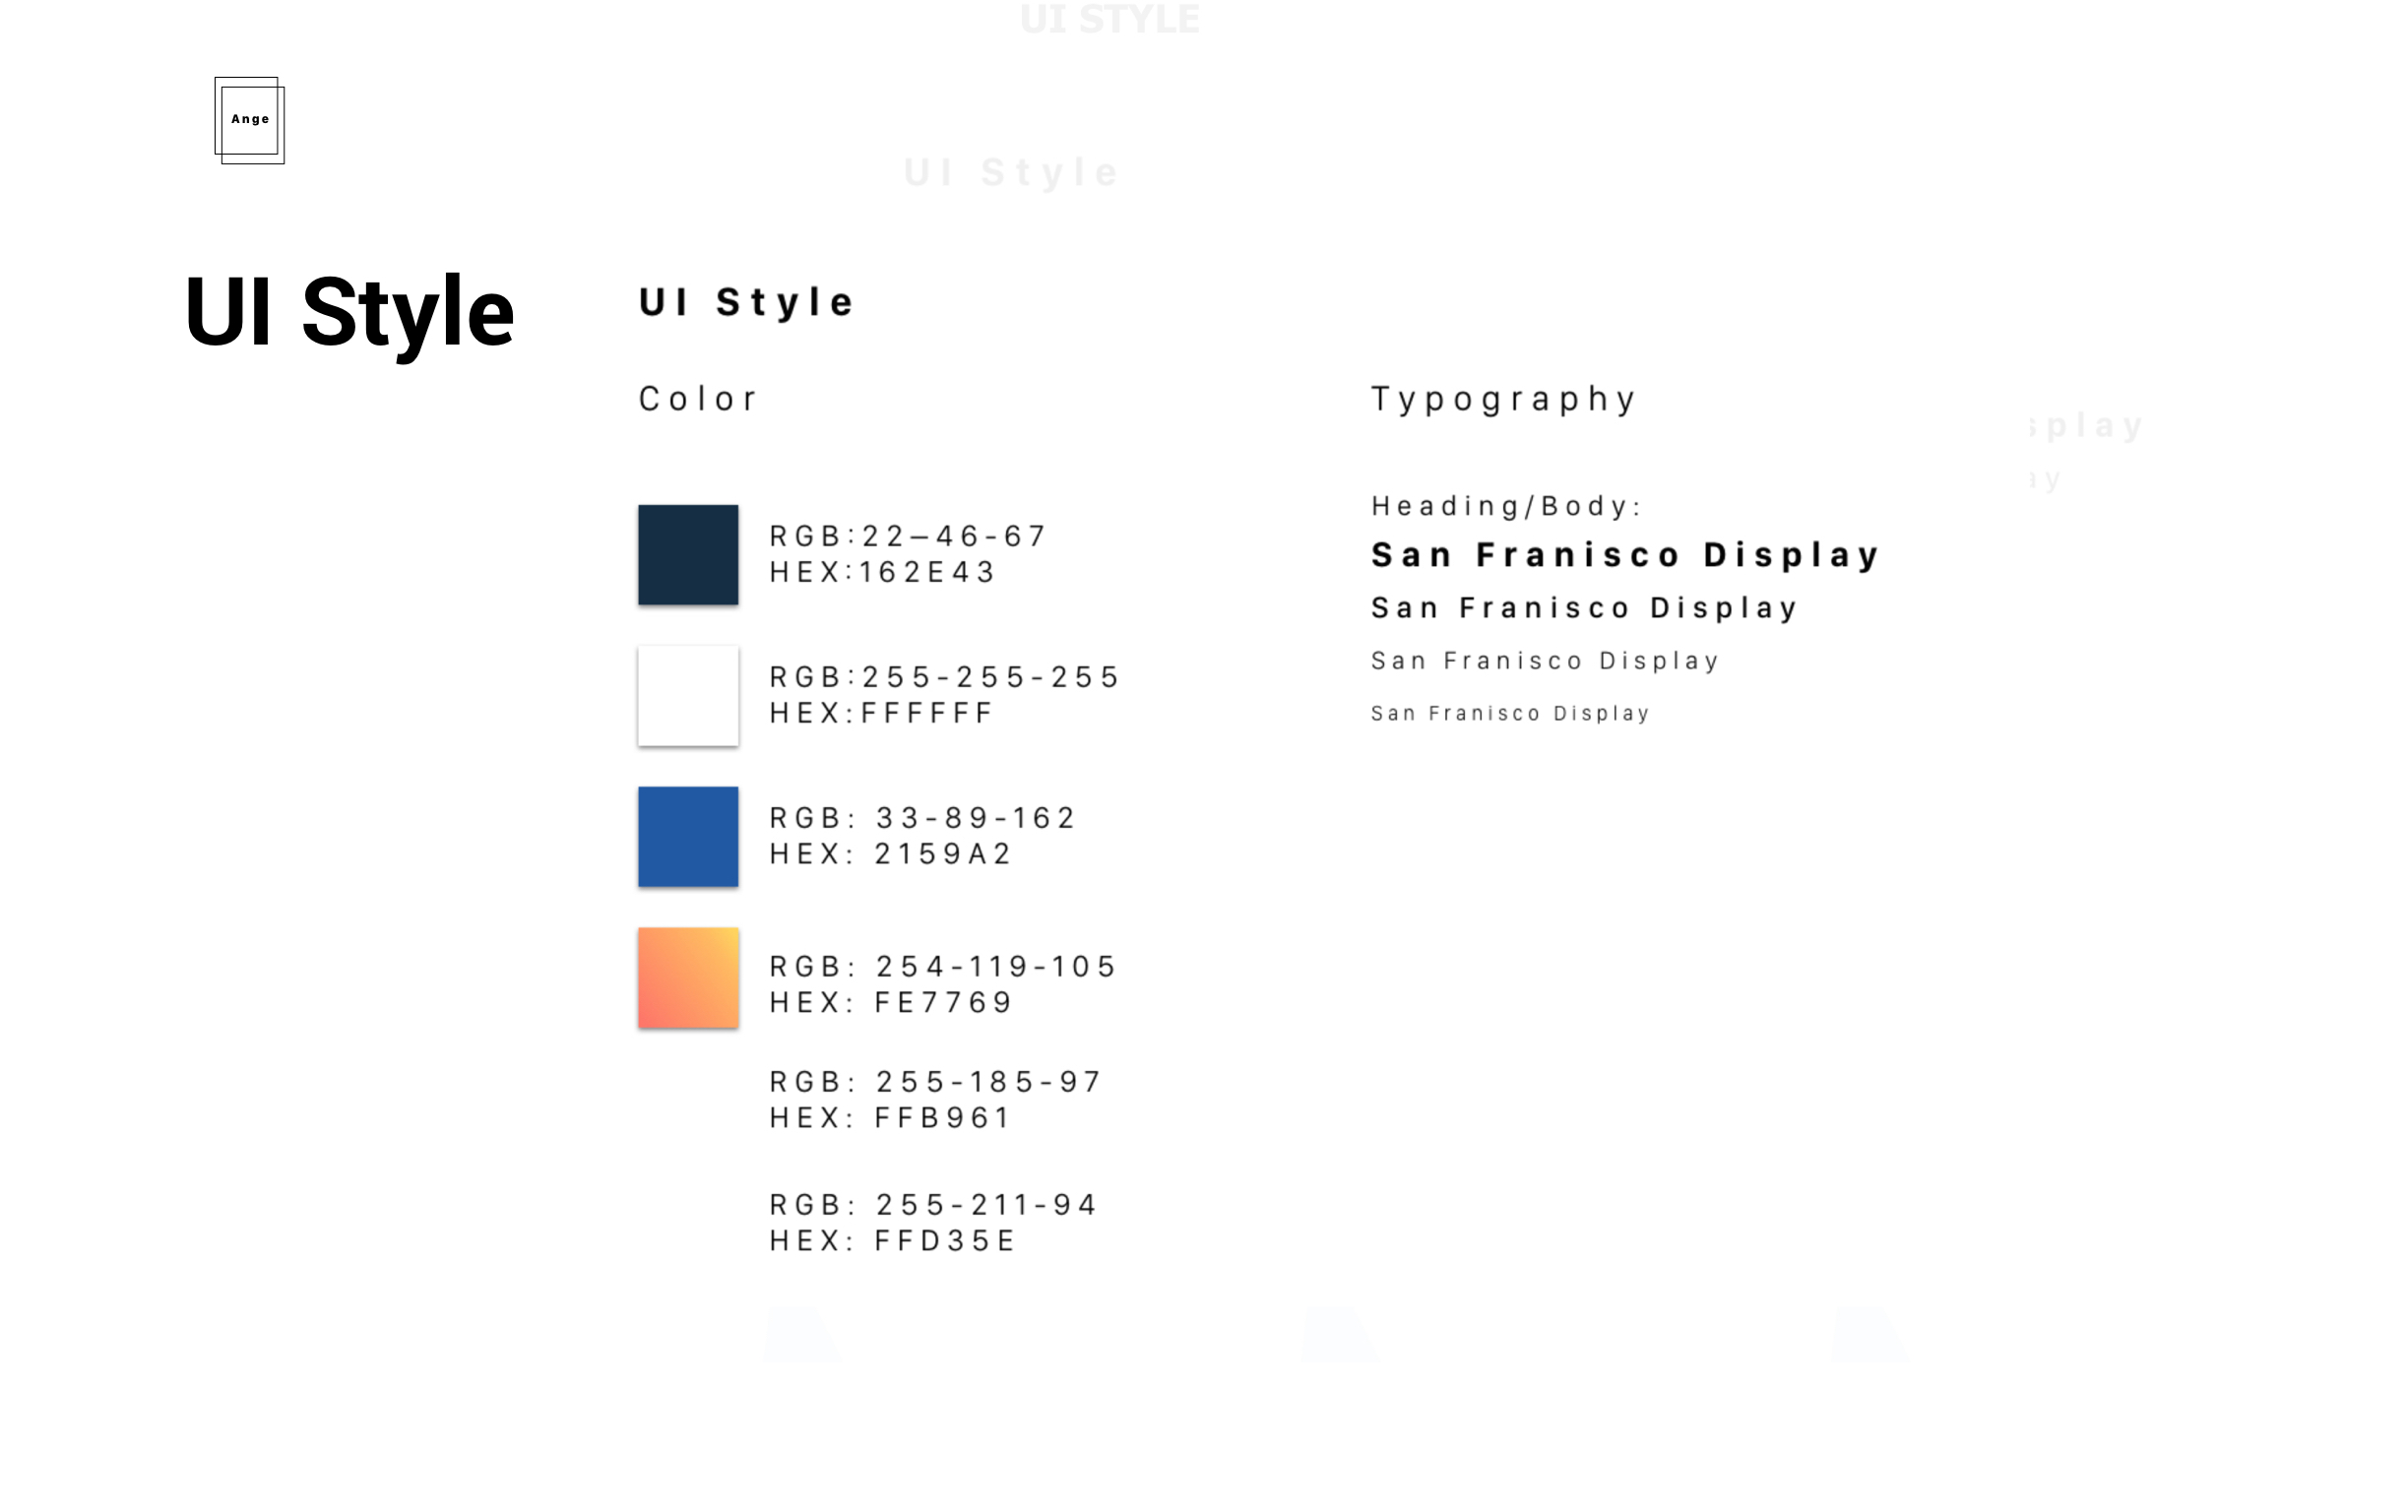 UI STYLE
Ange
UI Style
UI Style
UI Style
Color
RGB:22–46-67
HEX:162E43
RGB:255-255-255
HEX:FFFFFF
RGB: 33-89-162
HEX: 2159A2
RGB: 254-119-105
HEX: FE7769
RGB: 255-185-97
HEX: FFB961
RGB: 255-211-94
HEX: FFD35E
Typography
Heading/Body:
San Franisco Display
San Franisco Display
San Franisco Display
San Franisco Display
splay
ay